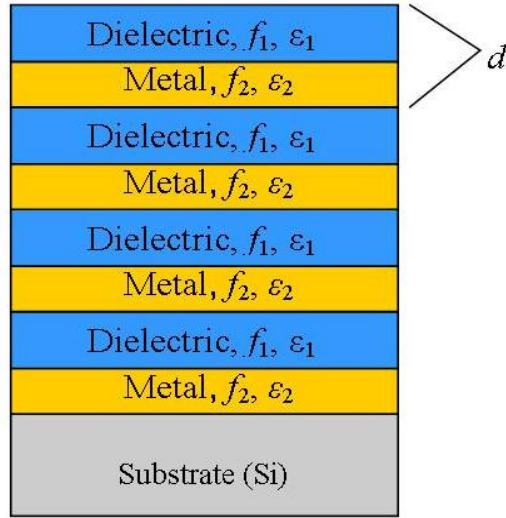 Dielectric, f₁, ε₁
d
Metal, f₂, ε₂
Dielectric, f₁, ε₁
Metal, f₂, ε₂
Dielectric, f₁, ε₁
Metal, f₂, ε₂
Dielectric, f₁, ε₁
Metal, f₂, ε₂
Substrate (Si)